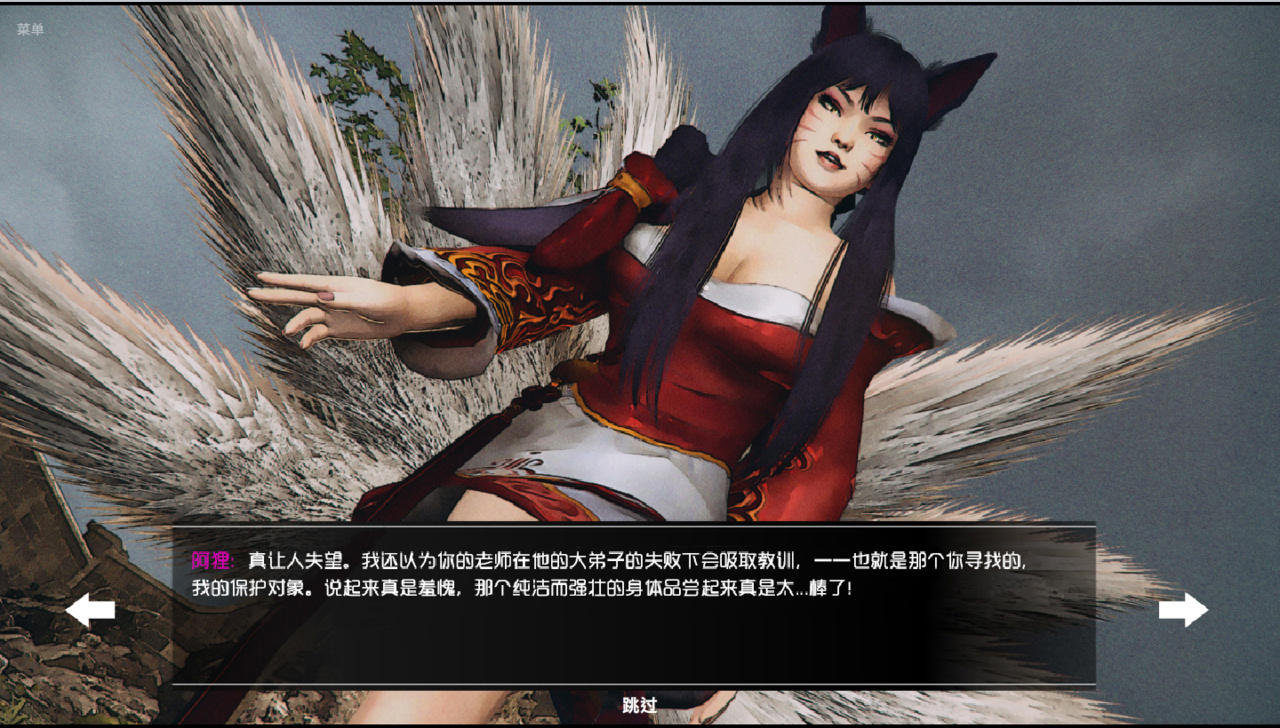 菜单
阿狸: 真让人失望。我还以为你的老师在他的大弟子的失败下会吸取教训, 一一也就是那个你寻找的,
我的保护对象。说起来真是羞愧, 那个纯洁而强壮的身体品尝起来真是太...棒了!
跳过